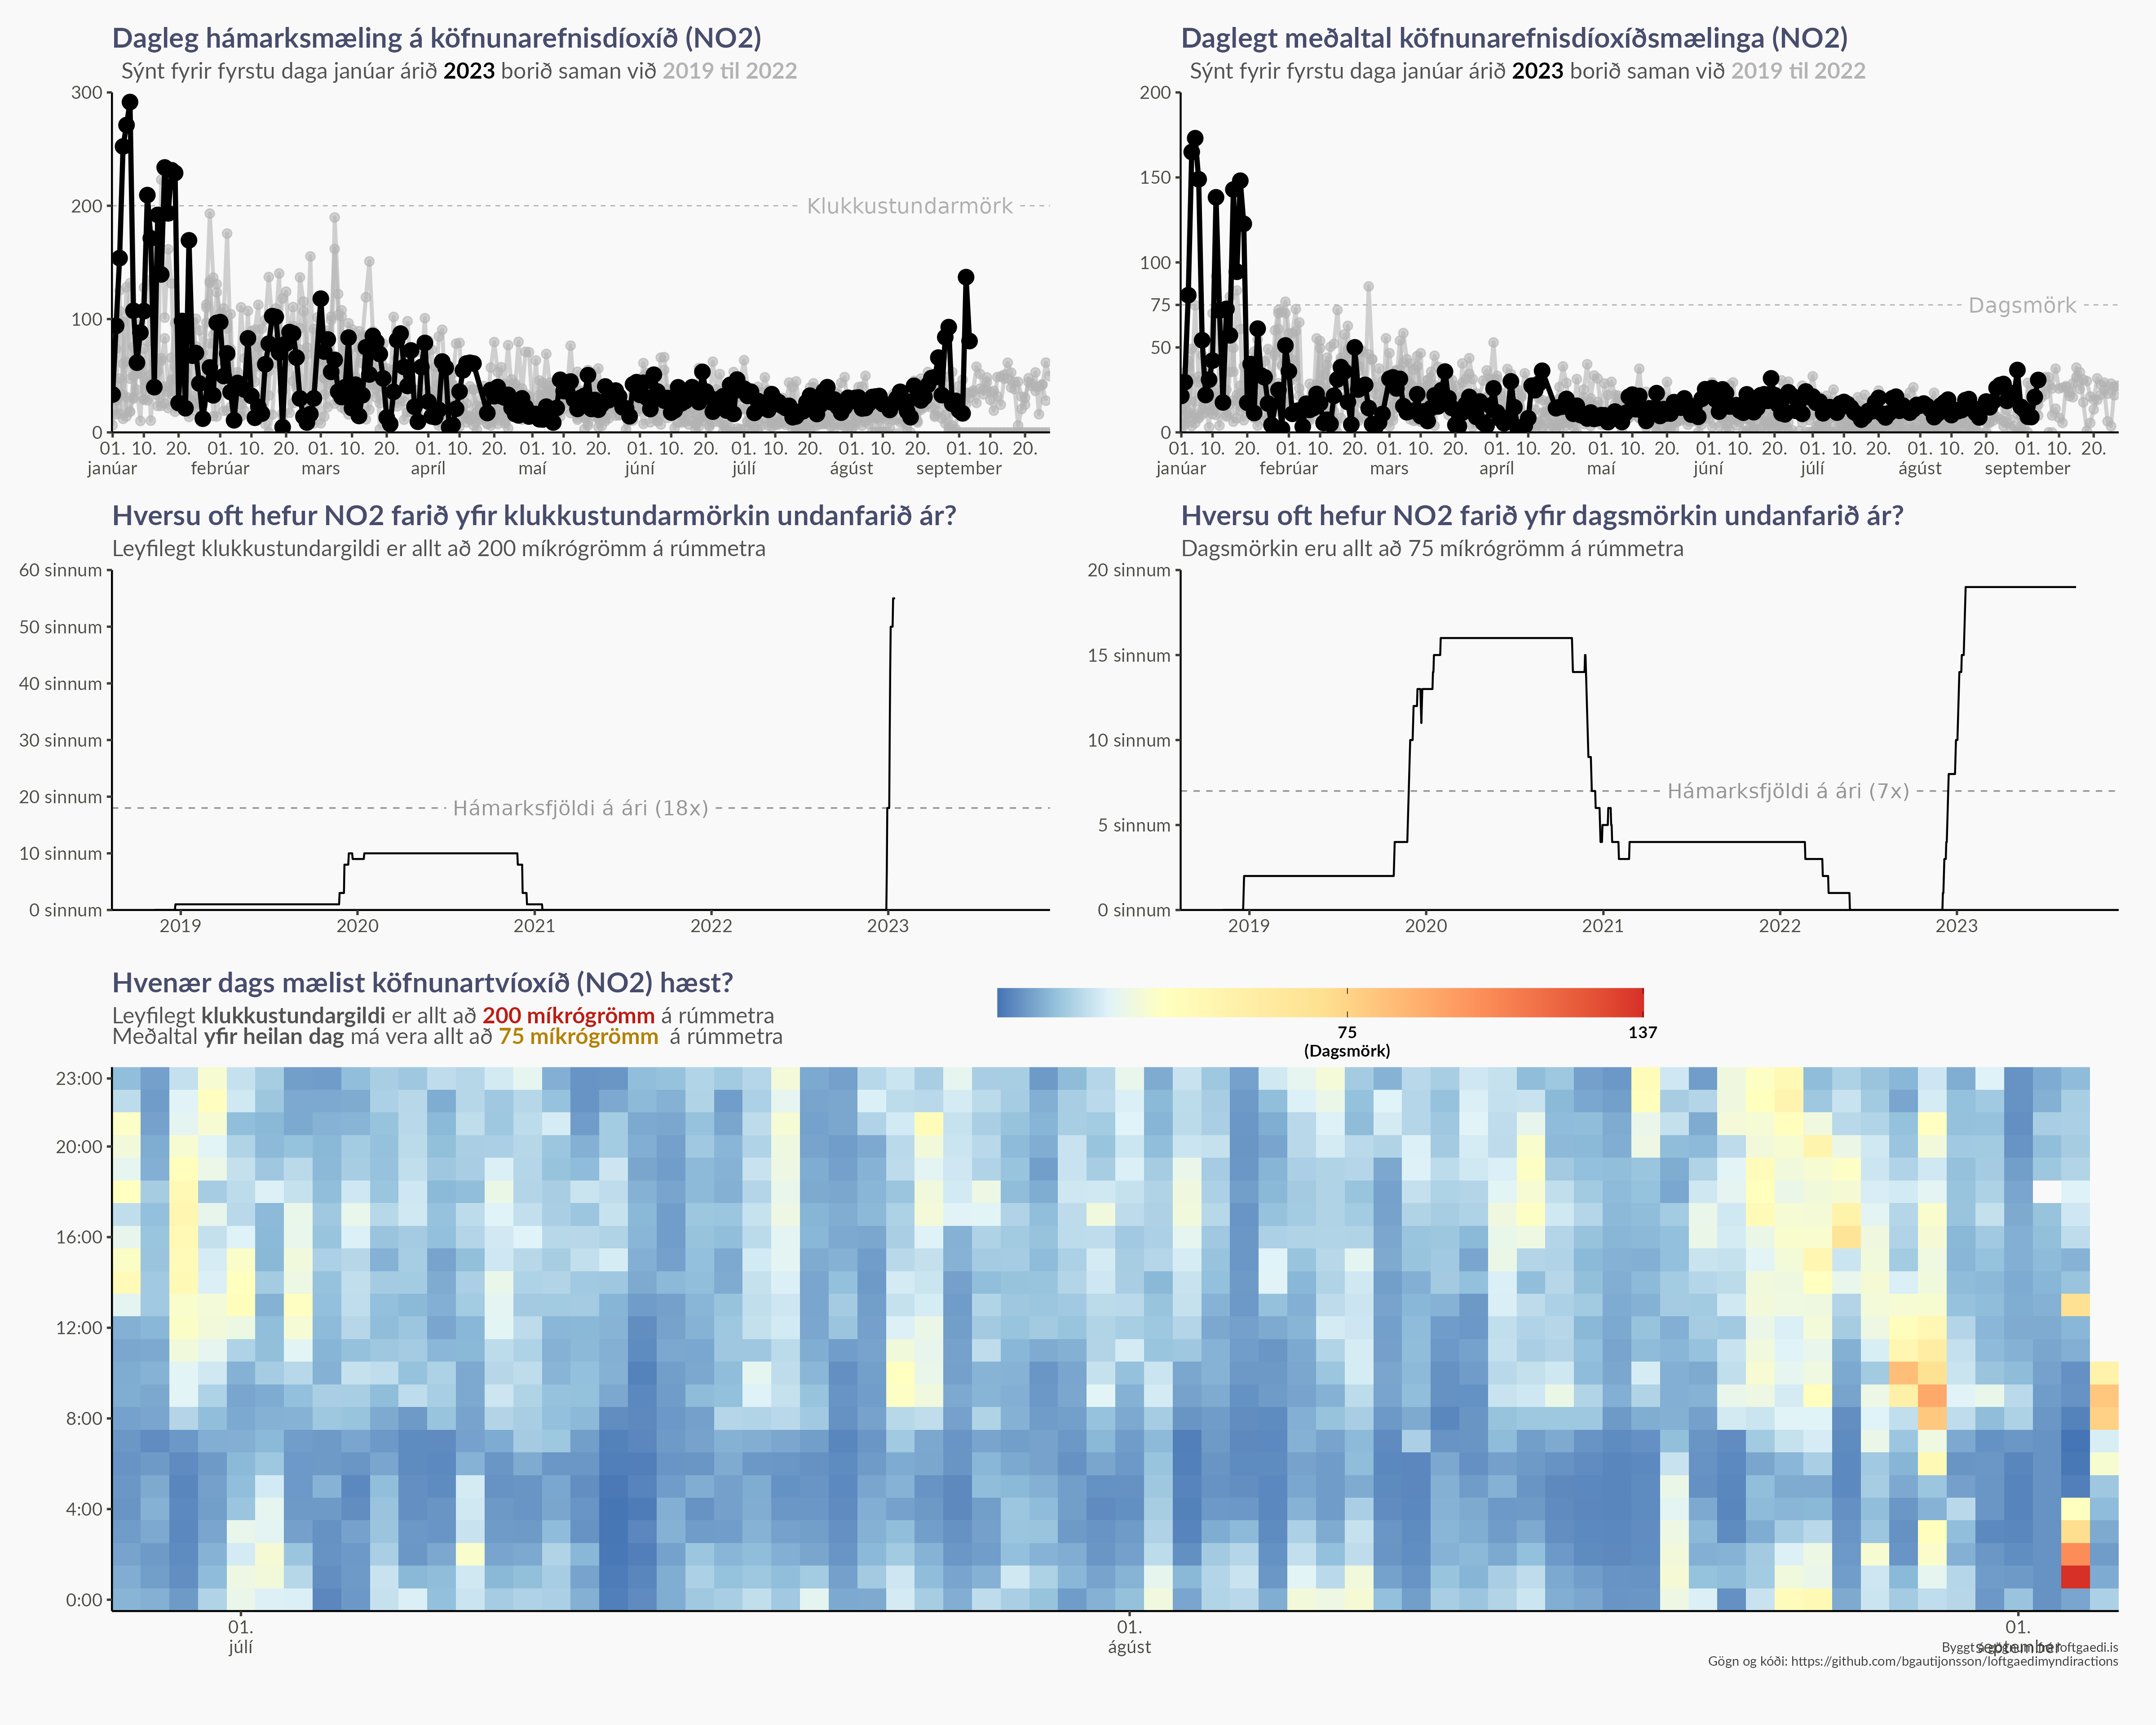 Dagleg hámarksmæling á köfnunarefnisdíoxíð (NO2)
Sýnt fyrir fyrstu daga janúar árið 2023 borið saman við 2019 til 2022
300
200
100
0
Klukkustundarmörk
01. 10. 20. 01. 10. 20. 01. 10. 20. 01. 10. 20. 01. 10. 20. 01. 10. 20. 01. 10. 20. 01. 10. 20. 01. 10. 20.
janúar febrúar mars apríl maí júní júlí ágúst september
Daglegt meðaltal köfnunarefnisdíoxíðsmælinga (NO2)
Sýnt fyrir fyrstu daga janúar árið 2023 borið saman við 2019 til 2022
200
150
100
75
50
0
Dagsmörk
01. 10. 20. 01. 10. 20. 01. 10. 20. 01. 10. 20. 01. 10. 20. 01. 10. 20. 01. 10. 20. 01. 10. 20. 01. 10. 20.
janúar febrúar mars apríl maí júní júlí ágúst september
Hversu oft hefur NO2 farið yfir klukkustundarmörkin undanfarið ár?
Leyfilegt klukkustundargildi er allt að 200 míkrógrömm á rúmmetra
60 sinnum
50 sinnum
40 sinnum
30 sinnum
20 sinnum
10 sinnum
0 sinnum
Hámarksfjöldi á ári (18x)
2019 2020 2021 2022 2023
Hversu oft hefur NO2 farið yfir dagsmörkin undanfarið ár?
Dagsmörkin eru allt að 75 míkrógrömm á rúmmetra
20 sinnum
15 sinnum
10 sinnum
5 sinnum
0 sinnum
Hámarksfjöldi á ári (7x)
2019 2020 2021 2022 2023
Hvenær dags mælist köfnunartvíoxíð (NO2) hæst?
Leyfilegt klukkustundargildi er allt að 200 míkrógrömm á rúmmetra
Meðaltal yfir heilan dag má vera allt að 75 míkrógrömm á rúmmetra
75 137
(Dagsmörk)
23:00
20:00
16:00
12:00
8:00
4:00
0:00
01. 01. 01.
júlí ágúst september
Byggt á gögnum frá loftgaedi.is
Gögn og kóði: https://github.com/bgautijonsson/loftgaedimyndiractions